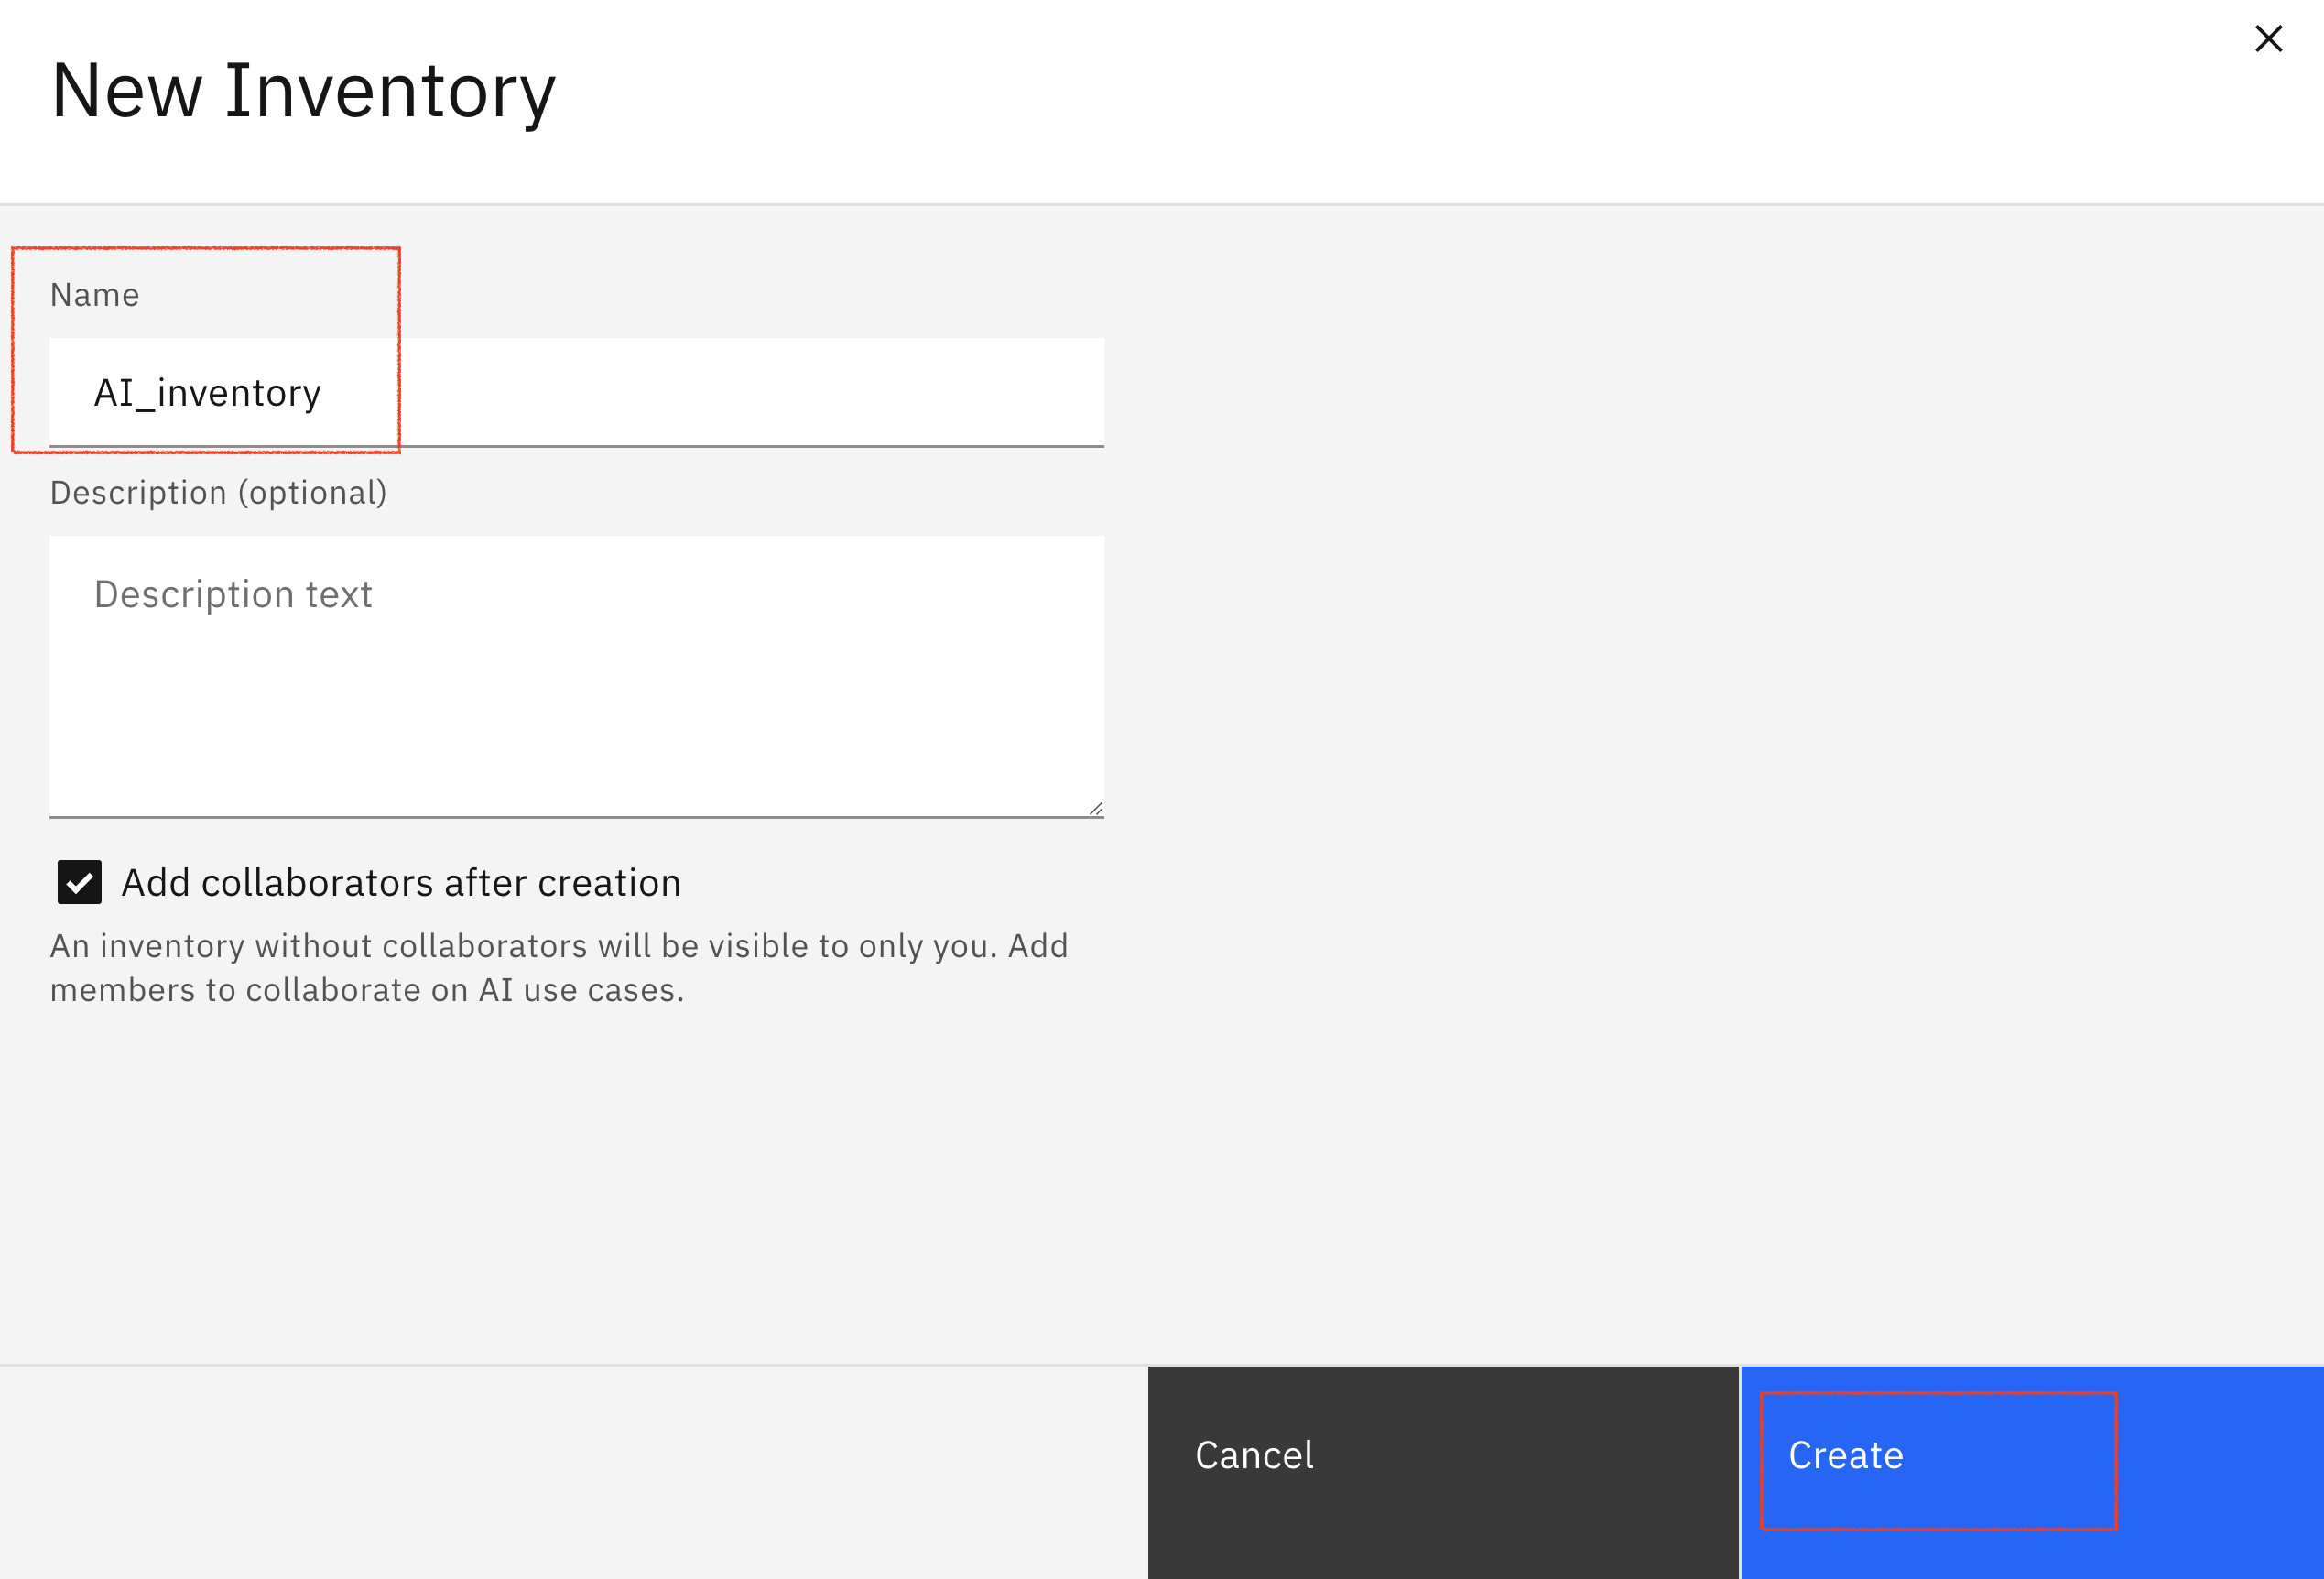 New Inventory
Name
AI_inventory
Description (optional)
Description text
Add collaborators after creation
An inventory without collaborators will be visible to only you. Add
members to collaborate on AI use cases.
Cancel
Create